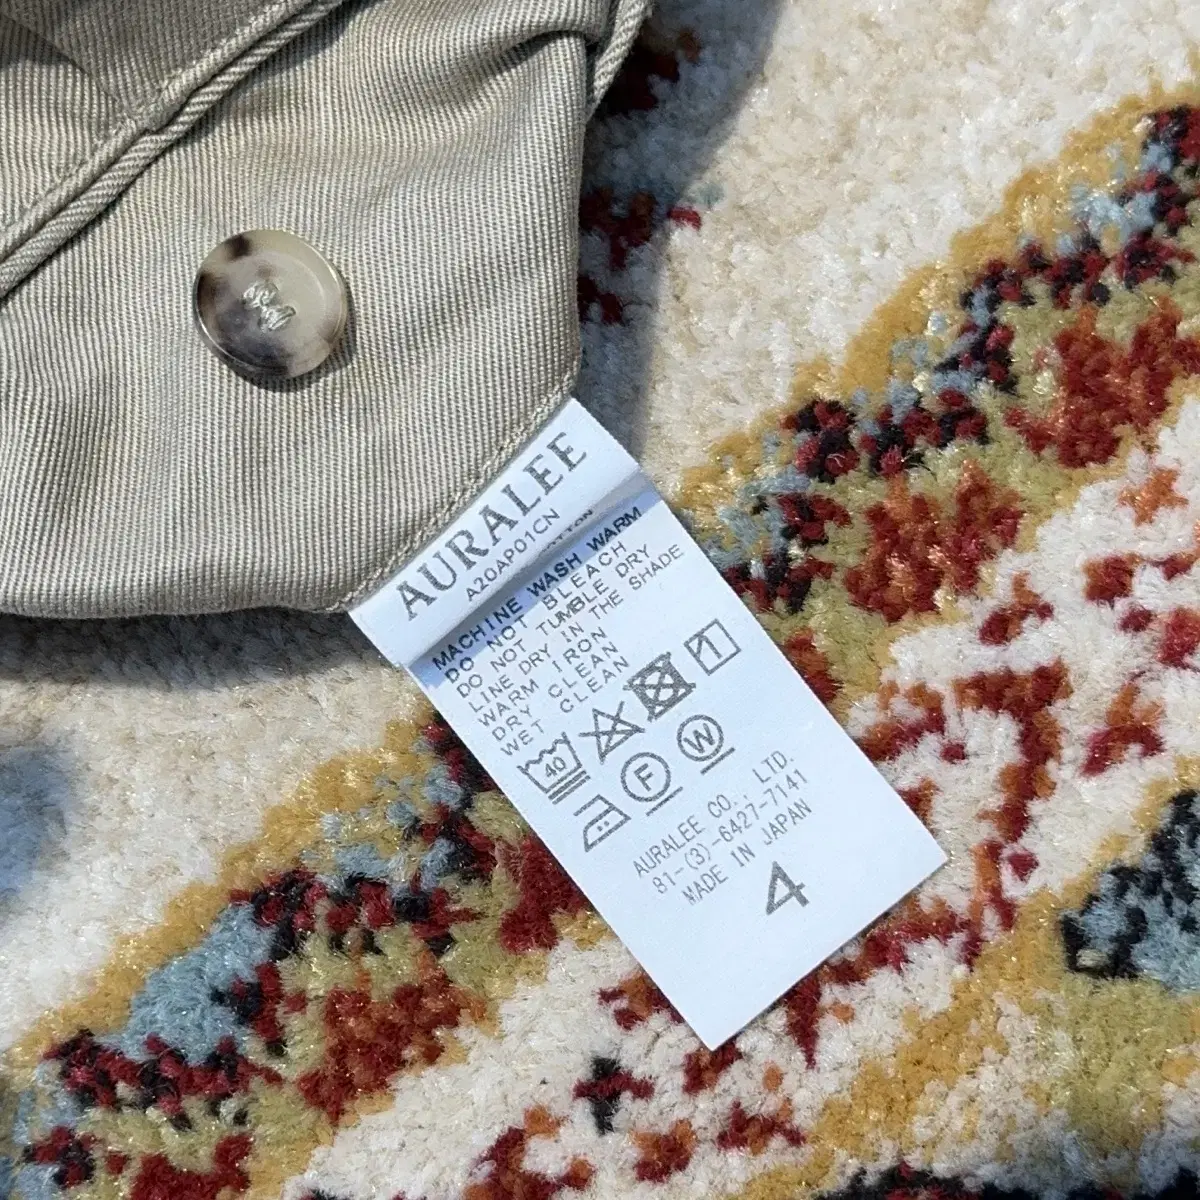 AURALEE
A20AP01CN
MACHINE WASH WARM
DO NOT BLEACH
DO NOT TUMBLE DRY
LINE DRY IN THE SHADE
WARM IRON
DRY CLEAN
WET CLEAN
1
40
F
W
AURALEE CO., LTD.
81-(3)-6427-7141
MADE IN JAPAN
4